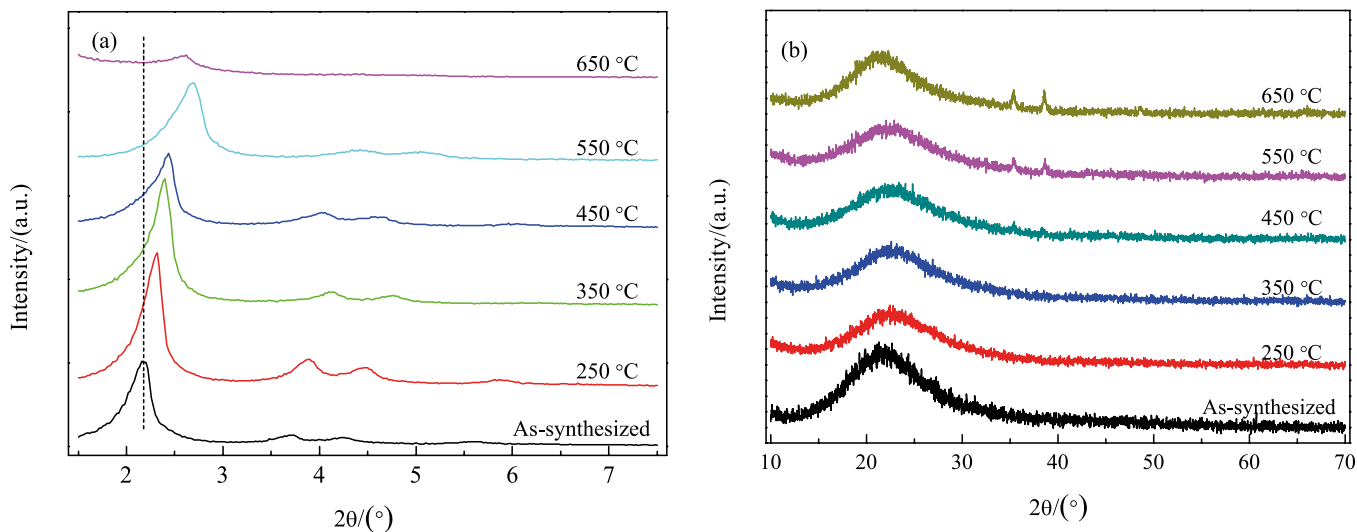 (a)
650 °C
550 °C
450 °C
350 °C
250 °C
As-synthesized
2 3 4 5 6 7
2θ/(°)
Intensity/(a.u.)
(b)
650 °C
550 °C
450 °C
350 °C
250 °C
As-synthesized
10 20 30 40 50 60 70
2θ/(°)
Intensity/(a.u.)